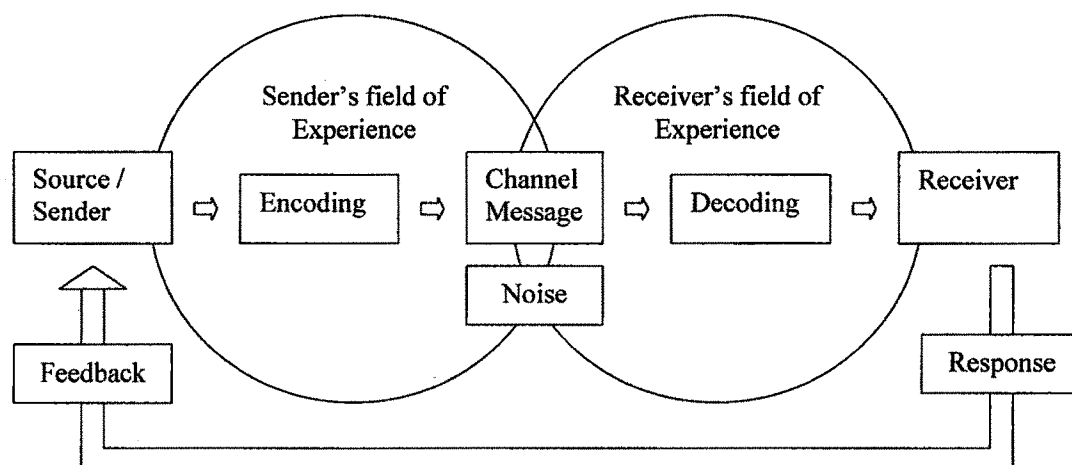 Sender's field of
Experience
Receiver's field of
Experience
Source /
Sender
Encoding
Channel
Message
Decoding
Receiver
Noise
Feedback
Response